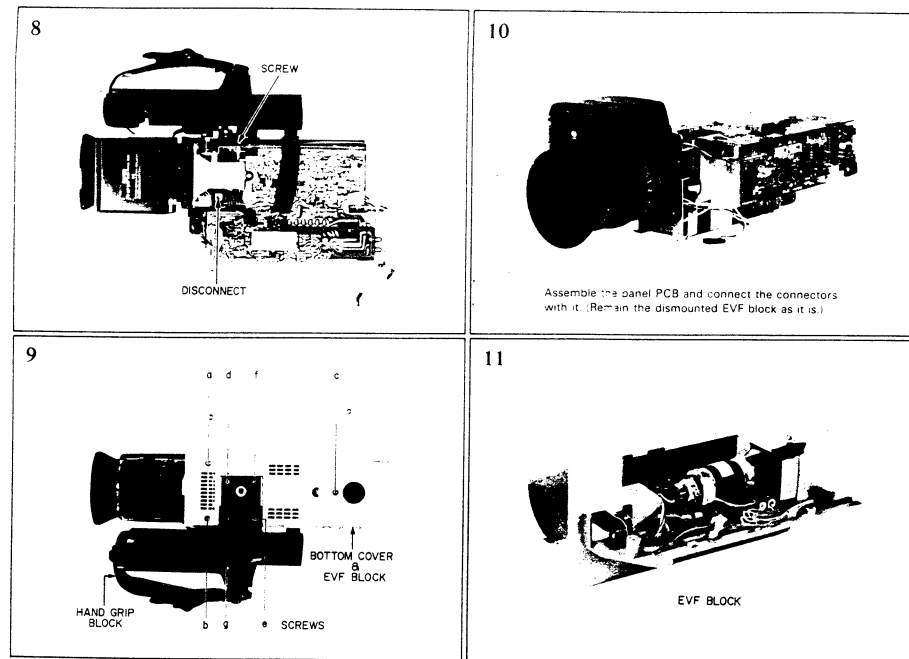 8
SCREW
DISCONNECT
10
Assemble the panel PCB and connect the connectors
with it. (Remain the dismounted EVF block as it is.)
9
a d f c
BOTTOM COVER
&
EVF BLOCK
HAND GRIP
BLOCK
b g e SCREWS
11
EVF BLOCK